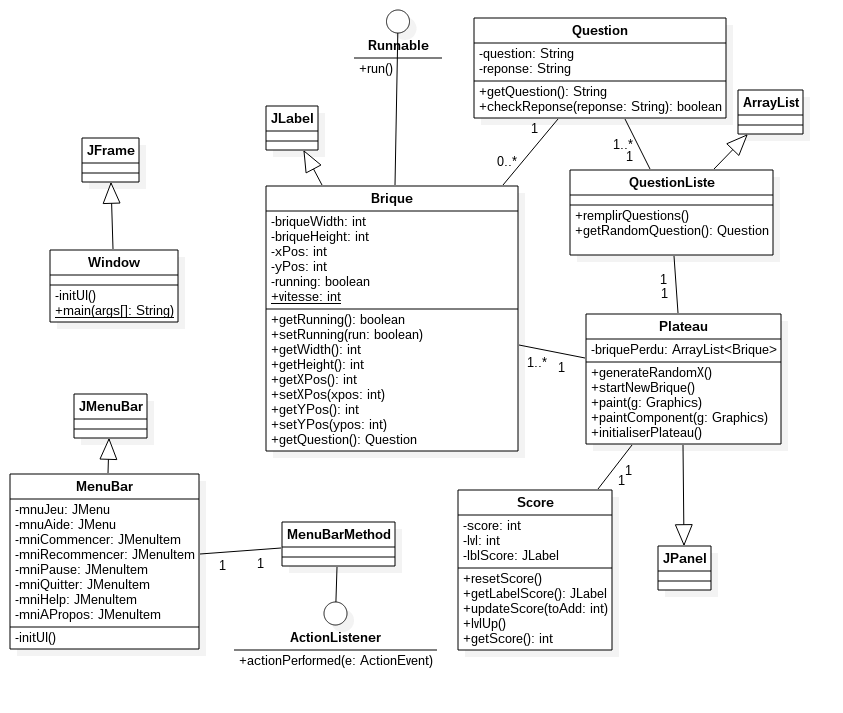 Runnable
+run()
Question
-question: String
-reponse: String
+getQuestion(): String
+checkReponse(reponse: String): boolean
ArrayList
JLabel
1
0..*
1..*
1
JFrame
QuestionListe
+remplirQuestions()
+getRandomQuestion(): Question
Brique
-briqueWidth: int
-briqueHeight: int
-xPos: int
-yPos: int
-running: boolean
+vitesse: int
+getRunning(): boolean
+setRunning(run: boolean)
+getWidth(): int
+getHeight(): int
+getXPos(): int
+setXPos(xpos: int)
+getYPos(): int
+setYPos(ypos: int)
+getQuestion(): Question
Window
-initUI()
+main(args[]: String)
1
1
Plateau
-briquePerdu: ArrayList<Brique>
+generateRandomX()
+startNewBrique()
+paint(g: Graphics)
+paintComponent(g: Graphics)
+initialiserPlateau()
1..*
1
JMenuBar
MenuBar
-mnuJeu: JMenu
-mnuAide: JMenu
-mniCommencer: JMenuItem
-mniRecommencer: JMenuItem
-mniPause: JMenuItem
-mniQuitter: JMenuItem
-mniHelp: JMenuItem
-mniAPropos: JMenuItem
-initUI()
1
1
MenuBarMethod
ActionListener
+actionPerformed(e: ActionEvent)
1
1
Score
-score: int
-lvl: int
-lblScore: JLabel
+resetScore()
+getLabelScore(): JLabel
+updateScore(toAdd: int)
+lvlUp()
+getScore(): int
JPanel